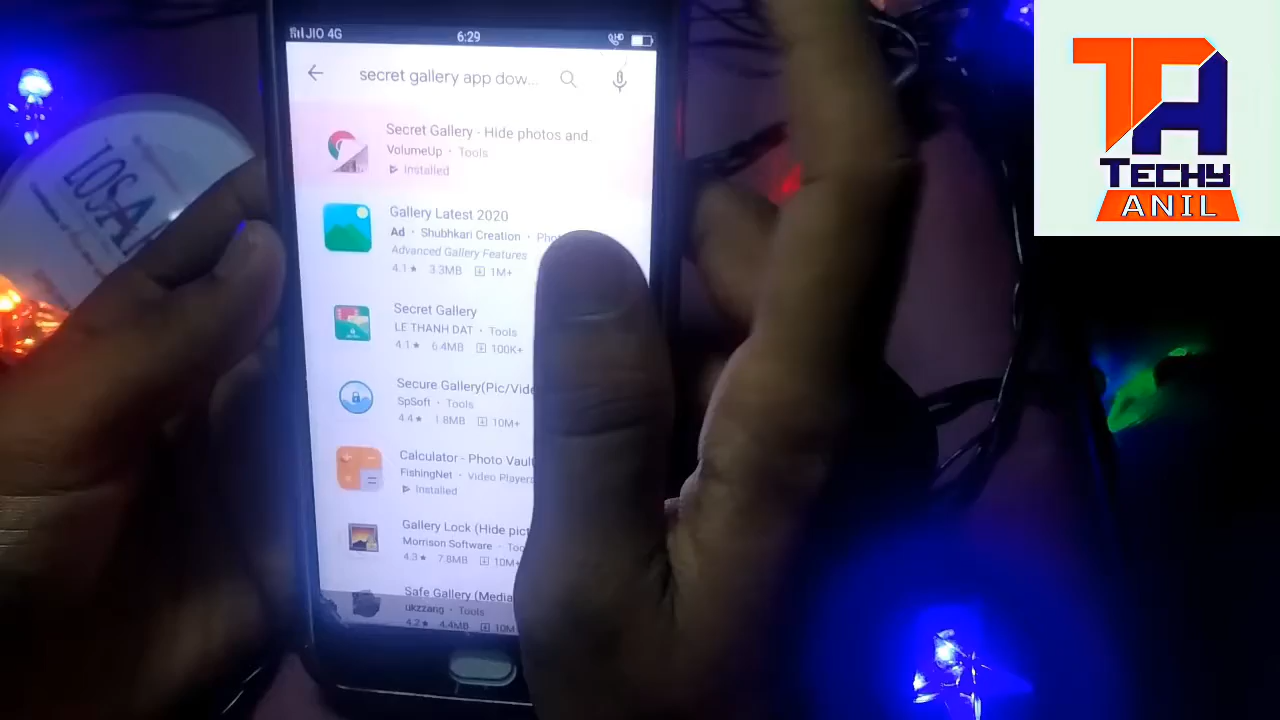 JIO 4G
6:29
secret gallery app dow...
Secret Gallery - Hide photos and
VolumeUp · Tools
Installed
Gallery Latest 2020
Ad · Shubhkari Creation ·
Advanced Gallery Features
4.1★ 3.3MB 1M+
Secret Gallery
LE THANH DAT · Tools
4.1★ 6.4MB 100K+
Secure Gallery(Pic/Vide
SpSoft · Tools
4.4★ 1.8MB 10M+
Calculator - Photo Vaul
FishingNet · Video Players
Installed
Gallery Lock (Hide pict
Morrison Software · Too
4.3★ 7.8MB 10M+
Safe Gallery (Media
ukzzang · Tools
4.2★ 4.4MB 10M
TA
TECHY
ANIL